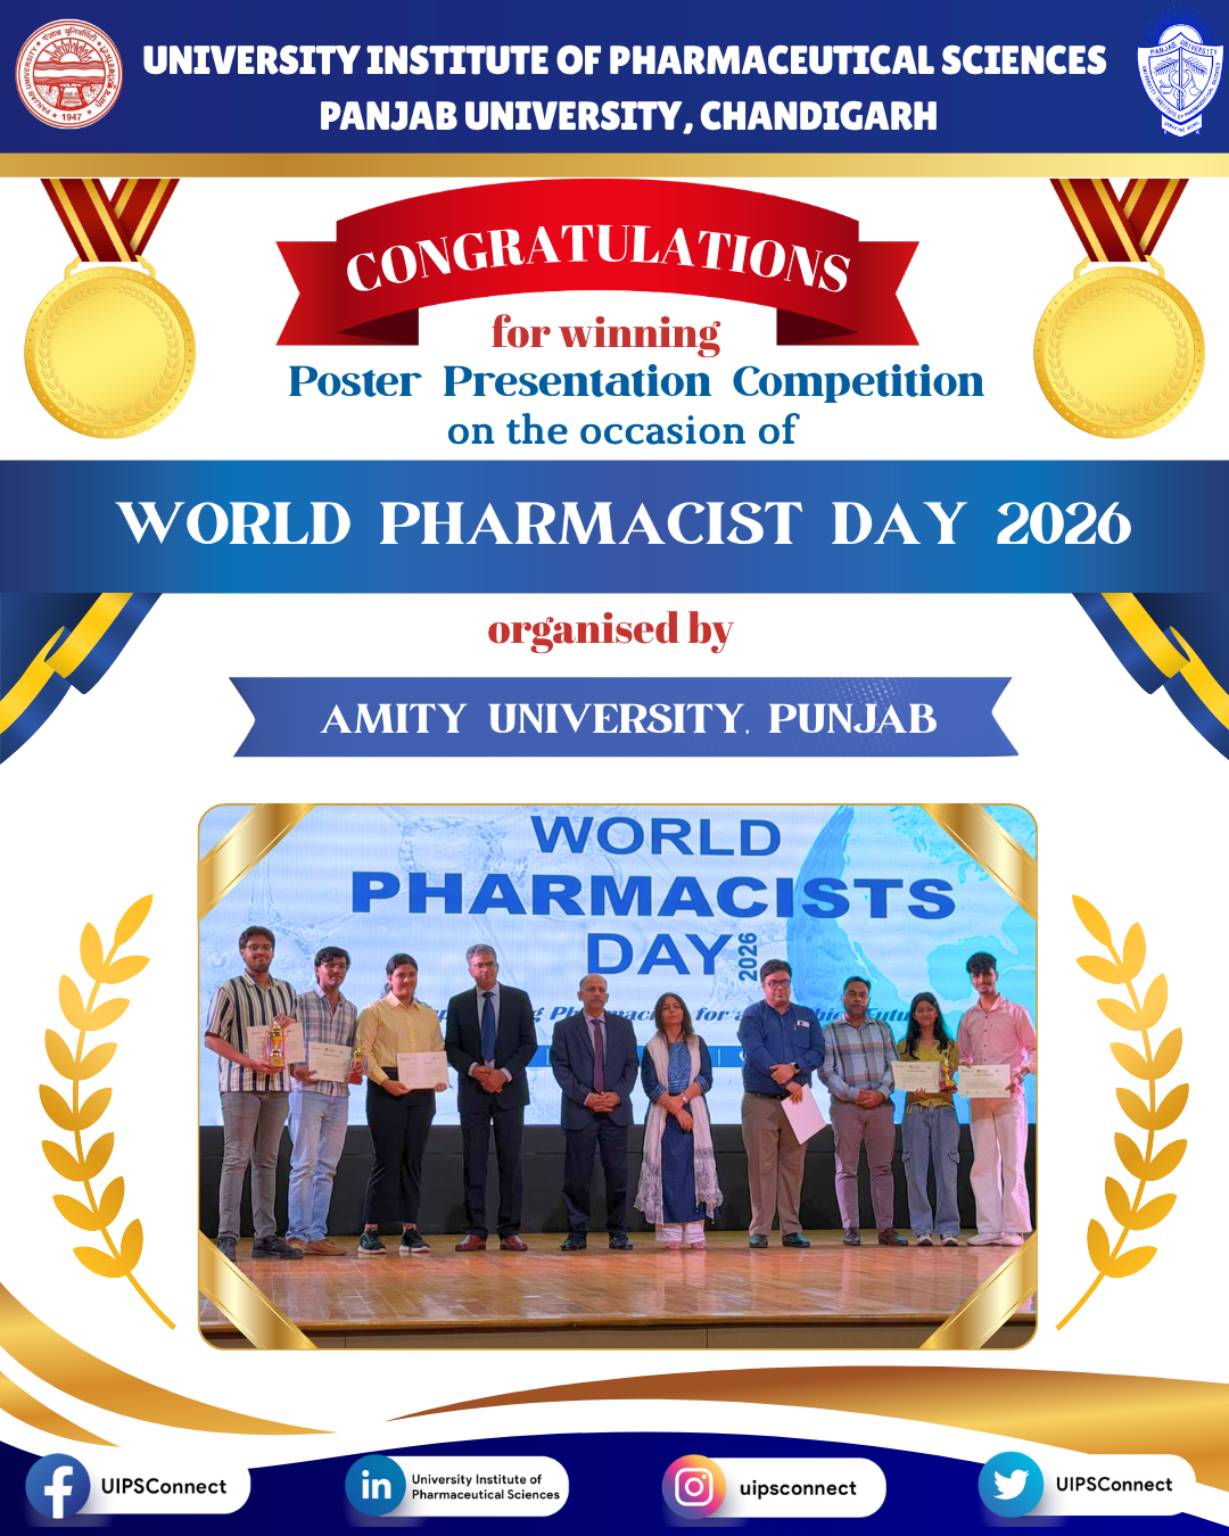 UNIVERSITY INSTITUTE OF PHARMACEUTICAL SCIENCES
PANJAB UNIVERSITY, CHANDIGARH
1947
CONGRATULATIONS
for winning
Poster Presentation Competition
on the occasion of
WORLD PHARMACIST DAY 2026
organised by
AMITY UNIVERSITY, PUNJAB
WORLD
PHARMACISTS
DAY 2026
for a
UIPSConnect
University Institute of
Pharmaceutical Sciences
uipsconnect
UIPSConnect